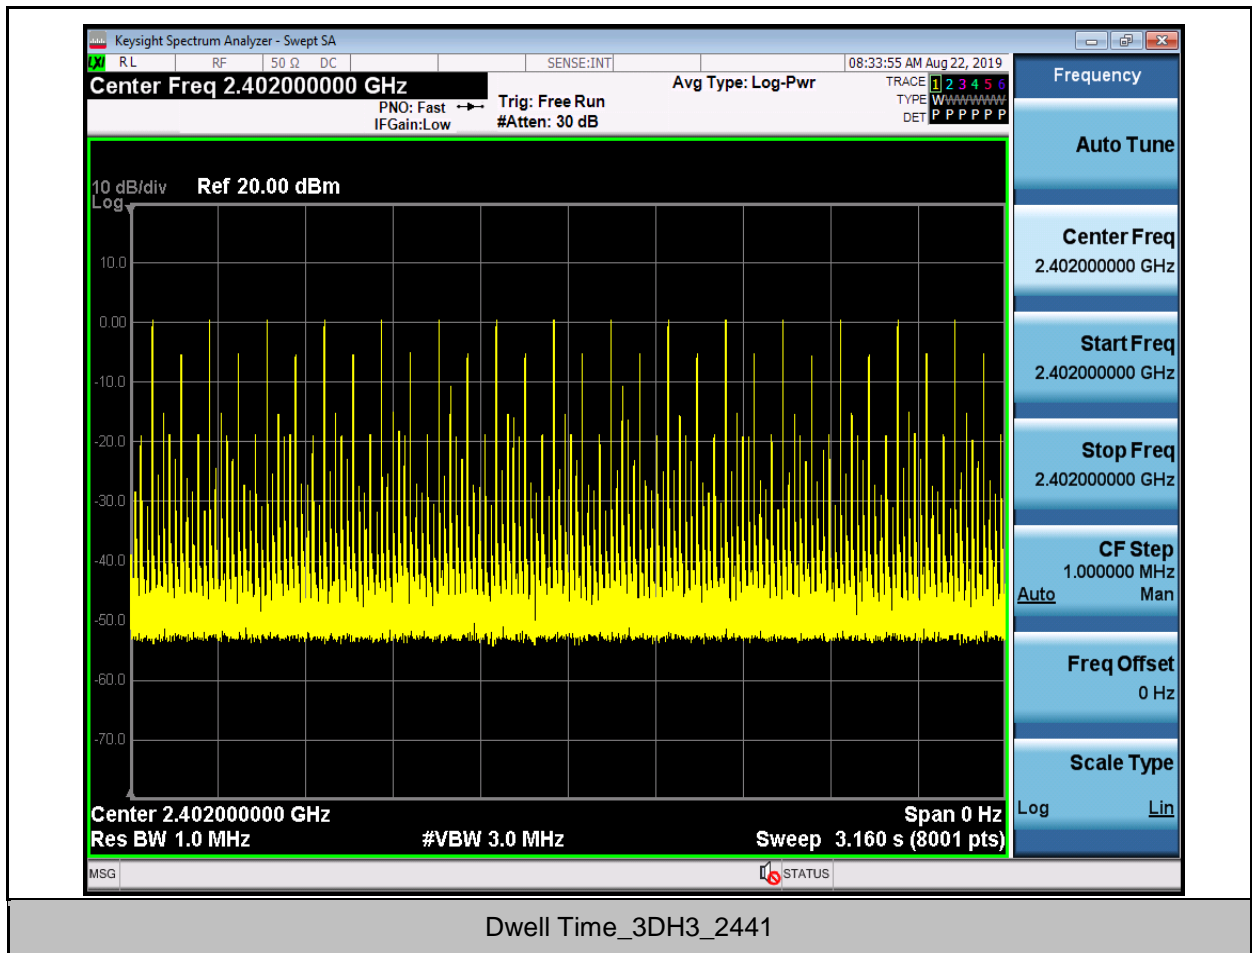 Keysight Spectrum Analyzer - Swept SA
LXI RL RF 50 Ω DC SENSE:INT 08:33:55 AM Aug 22, 2019
Center Freq 2.402000000 GHz
PNO: Fast
IFGain:Low
Trig: Free Run
#Atten: 30 dB
Avg Type: Log-Pwr
TRACE 1 2 3 4 5 6
TYPE WWWWWW
DET P P P P P P
10 dB/div Ref 20.00 dBm
Log
10.0
0.00
-10.0
-20.0
-30.0
-40.0
-50.0
-60.0
-70.0
Center 2.402000000 GHz Span 0 Hz
Res BW 1.0 MHz #VBW 3.0 MHz Sweep 3.160 s (8001 pts)
Frequency
Auto Tune
Center Freq
2.402000000 GHz
Start Freq
2.402000000 GHz
Stop Freq
2.402000000 GHz
CF Step
1.000000 MHz
Auto Man
Freq Offset
0 Hz
Scale Type
Log Lin
MSG STATUS
Dwell Time_3DH3_2441